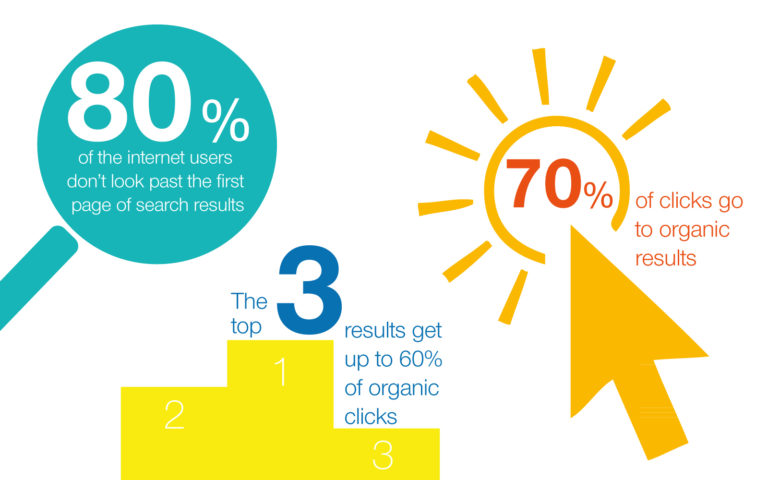 80%
of the internet users
don't look past the first
page of search results
70%
of clicks go
to organic
results
The
top
3
results get
up to 60%
of organic
clicks
1
2
3